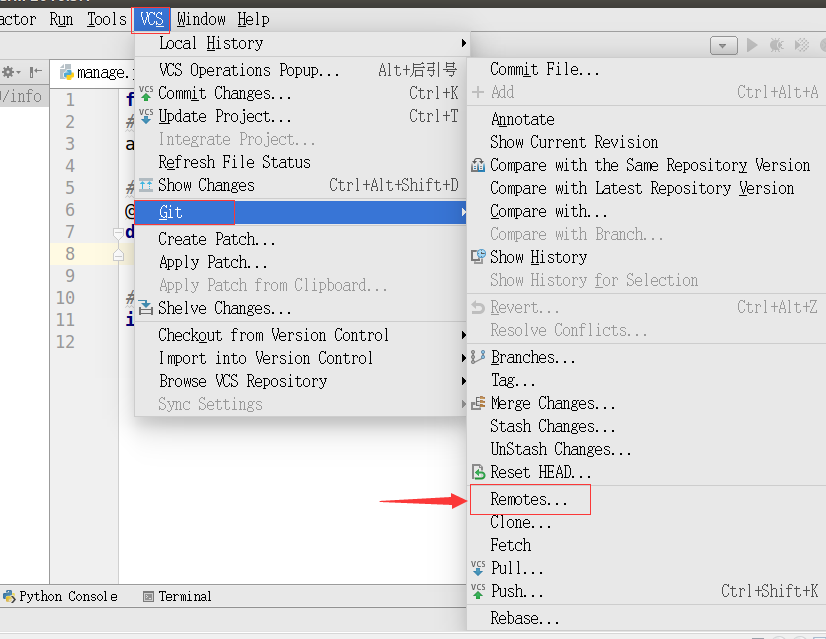 actor Run Tools VCS Window Help
Local History
VCS Operations Popup... Alt+后引号
Commit Changes... Ctrl+K
Update Project... Ctrl+T
Integrate Project...
Refresh File Status
Show Changes Ctrl+Alt+Shift+D
Git
Create Patch...
Apply Patch...
Apply Patch from Clipboard...
Shelve Changes...
Checkout from Version Control
Import into Version Control
Browse VCS Repository
Sync Settings
Commit File...
Add Ctrl+Alt+A
Annotate
Show Current Revision
Compare with the Same Repository Version
Compare with Latest Repository Version
Compare with...
Compare with Branch...
Show History
Show History for Selection
Revert... Ctrl+Alt+Z
Resolve Conflicts...
Branches...
Tag...
Merge Changes...
Stash Changes...
UnStash Changes...
Reset HEAD...
Remotes...
Clone...
Fetch
VCS Pull...
VCS Push... Ctrl+Shift+K
Rebase...
manage.
/info
1 f
2 #
3 a
4
5 #
6 @
7 d
8
9
10 #
11 i
12
Python Console Terminal